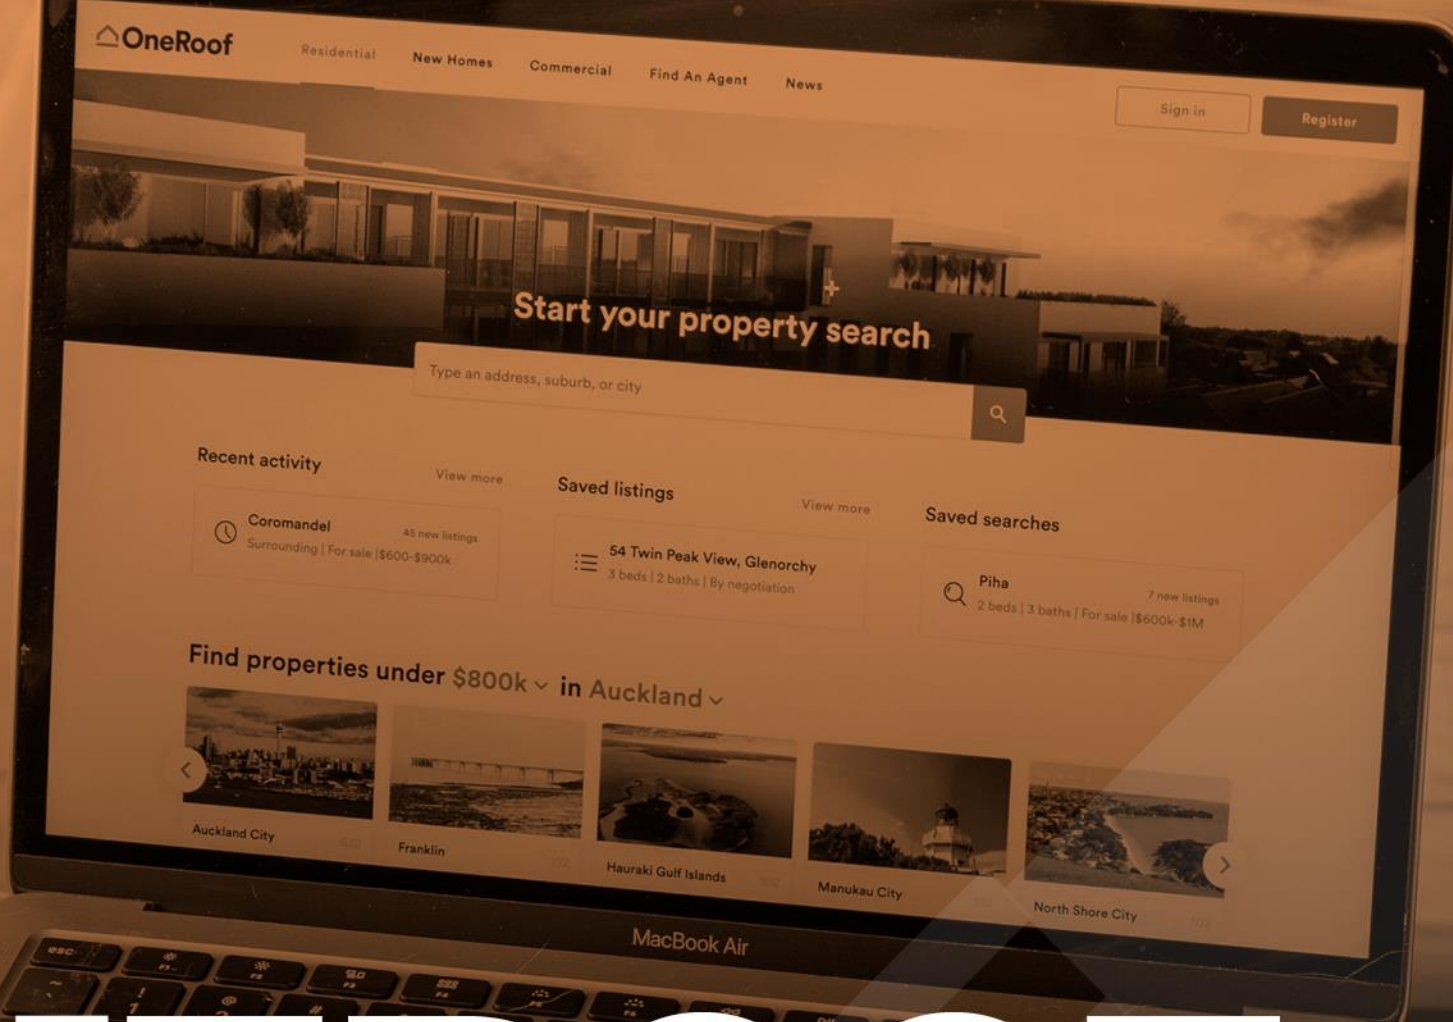 OneRoof
Residential New Homes Commercial Find An Agent News
Sign in Register
Start your property search
Type an address, suburb, or city
Recent activity View more
Coromandel 45 new listings
Surrounding | For sale |$600-$900k
Saved listings View more
54 Twin Peak View, Glenorchy
3 beds | 2 baths | By negotiation
Saved searches
Piha 7 new listings
2 beds | 3 baths | For sale |$600k-$1M
Find properties under $800k in Auckland
Auckland City
Franklin
Hauraki Gulf Islands
Manukau City
North Shore City
MacBook Air
esc